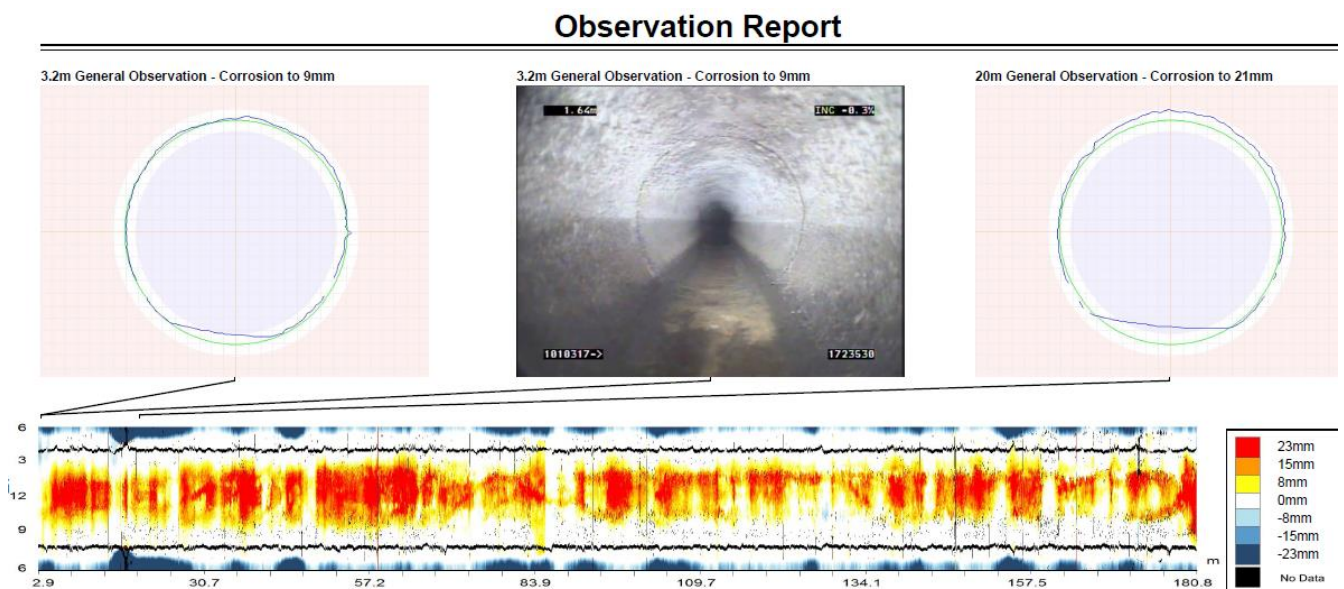 Observation Report
3.2m General Observation - Corrosion to 9mm
3.2m General Observation - Corrosion to 9mm
20m General Observation - Corrosion to 21mm
1.64m
INC -0.3%
1010317->
1723530
6
3
12
9
6
2.9
30.7
57.2
83.9
109.7
134.1
157.5
180.8
m
23mm
15mm
8mm
0mm
-8mm
-15mm
-23mm
No Data